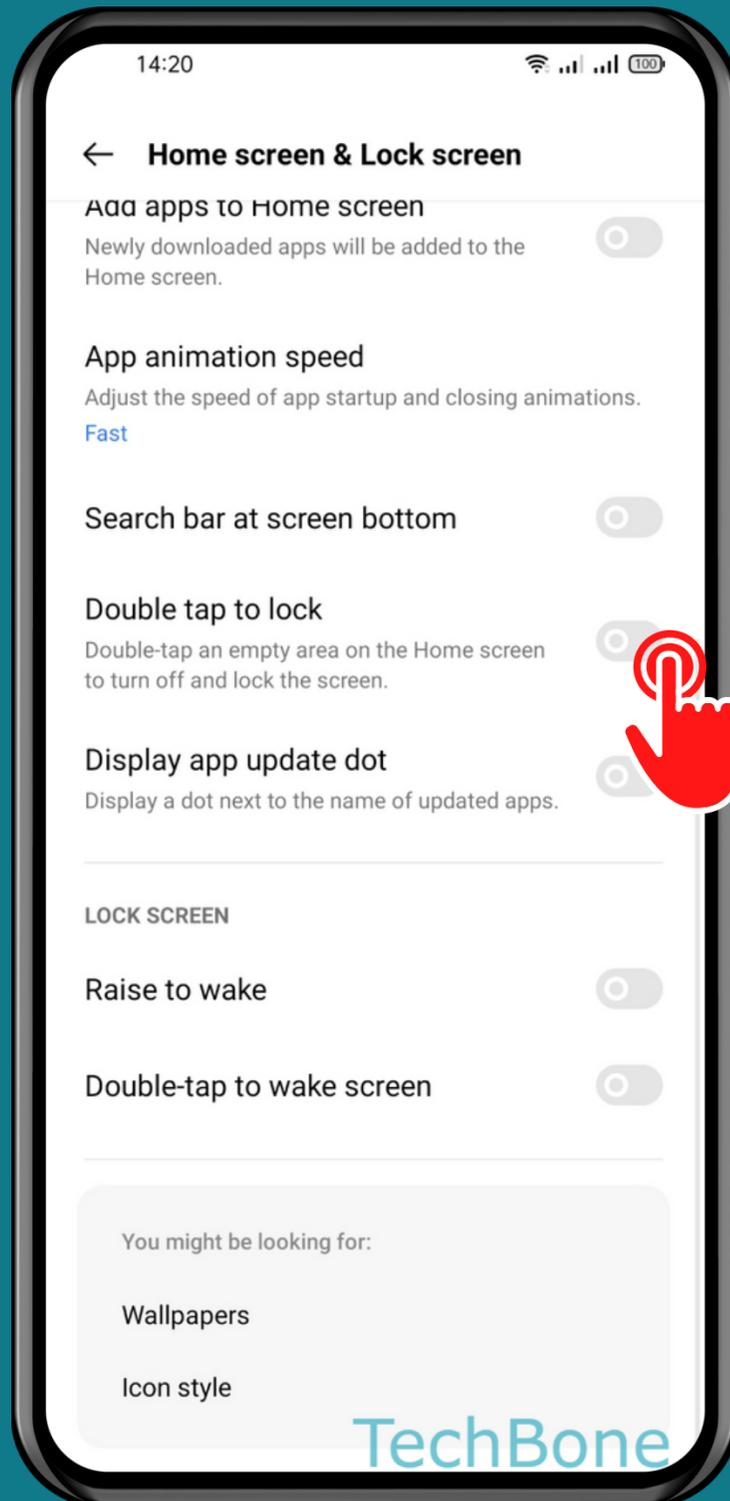 14:20
100
Home screen & Lock screen
Add apps to Home screen
Newly downloaded apps will be added to the
Home screen.
App animation speed
Adjust the speed of app startup and closing animations.
Fast
Search bar at screen bottom
Double tap to lock
Double-tap an empty area on the Home screen
to turn off and lock the screen.
Display app update dot
Display a dot next to the name of updated apps.
LOCK SCREEN
Raise to wake
Double-tap to wake screen
You might be looking for:
Wallpapers
Icon style
TechBone